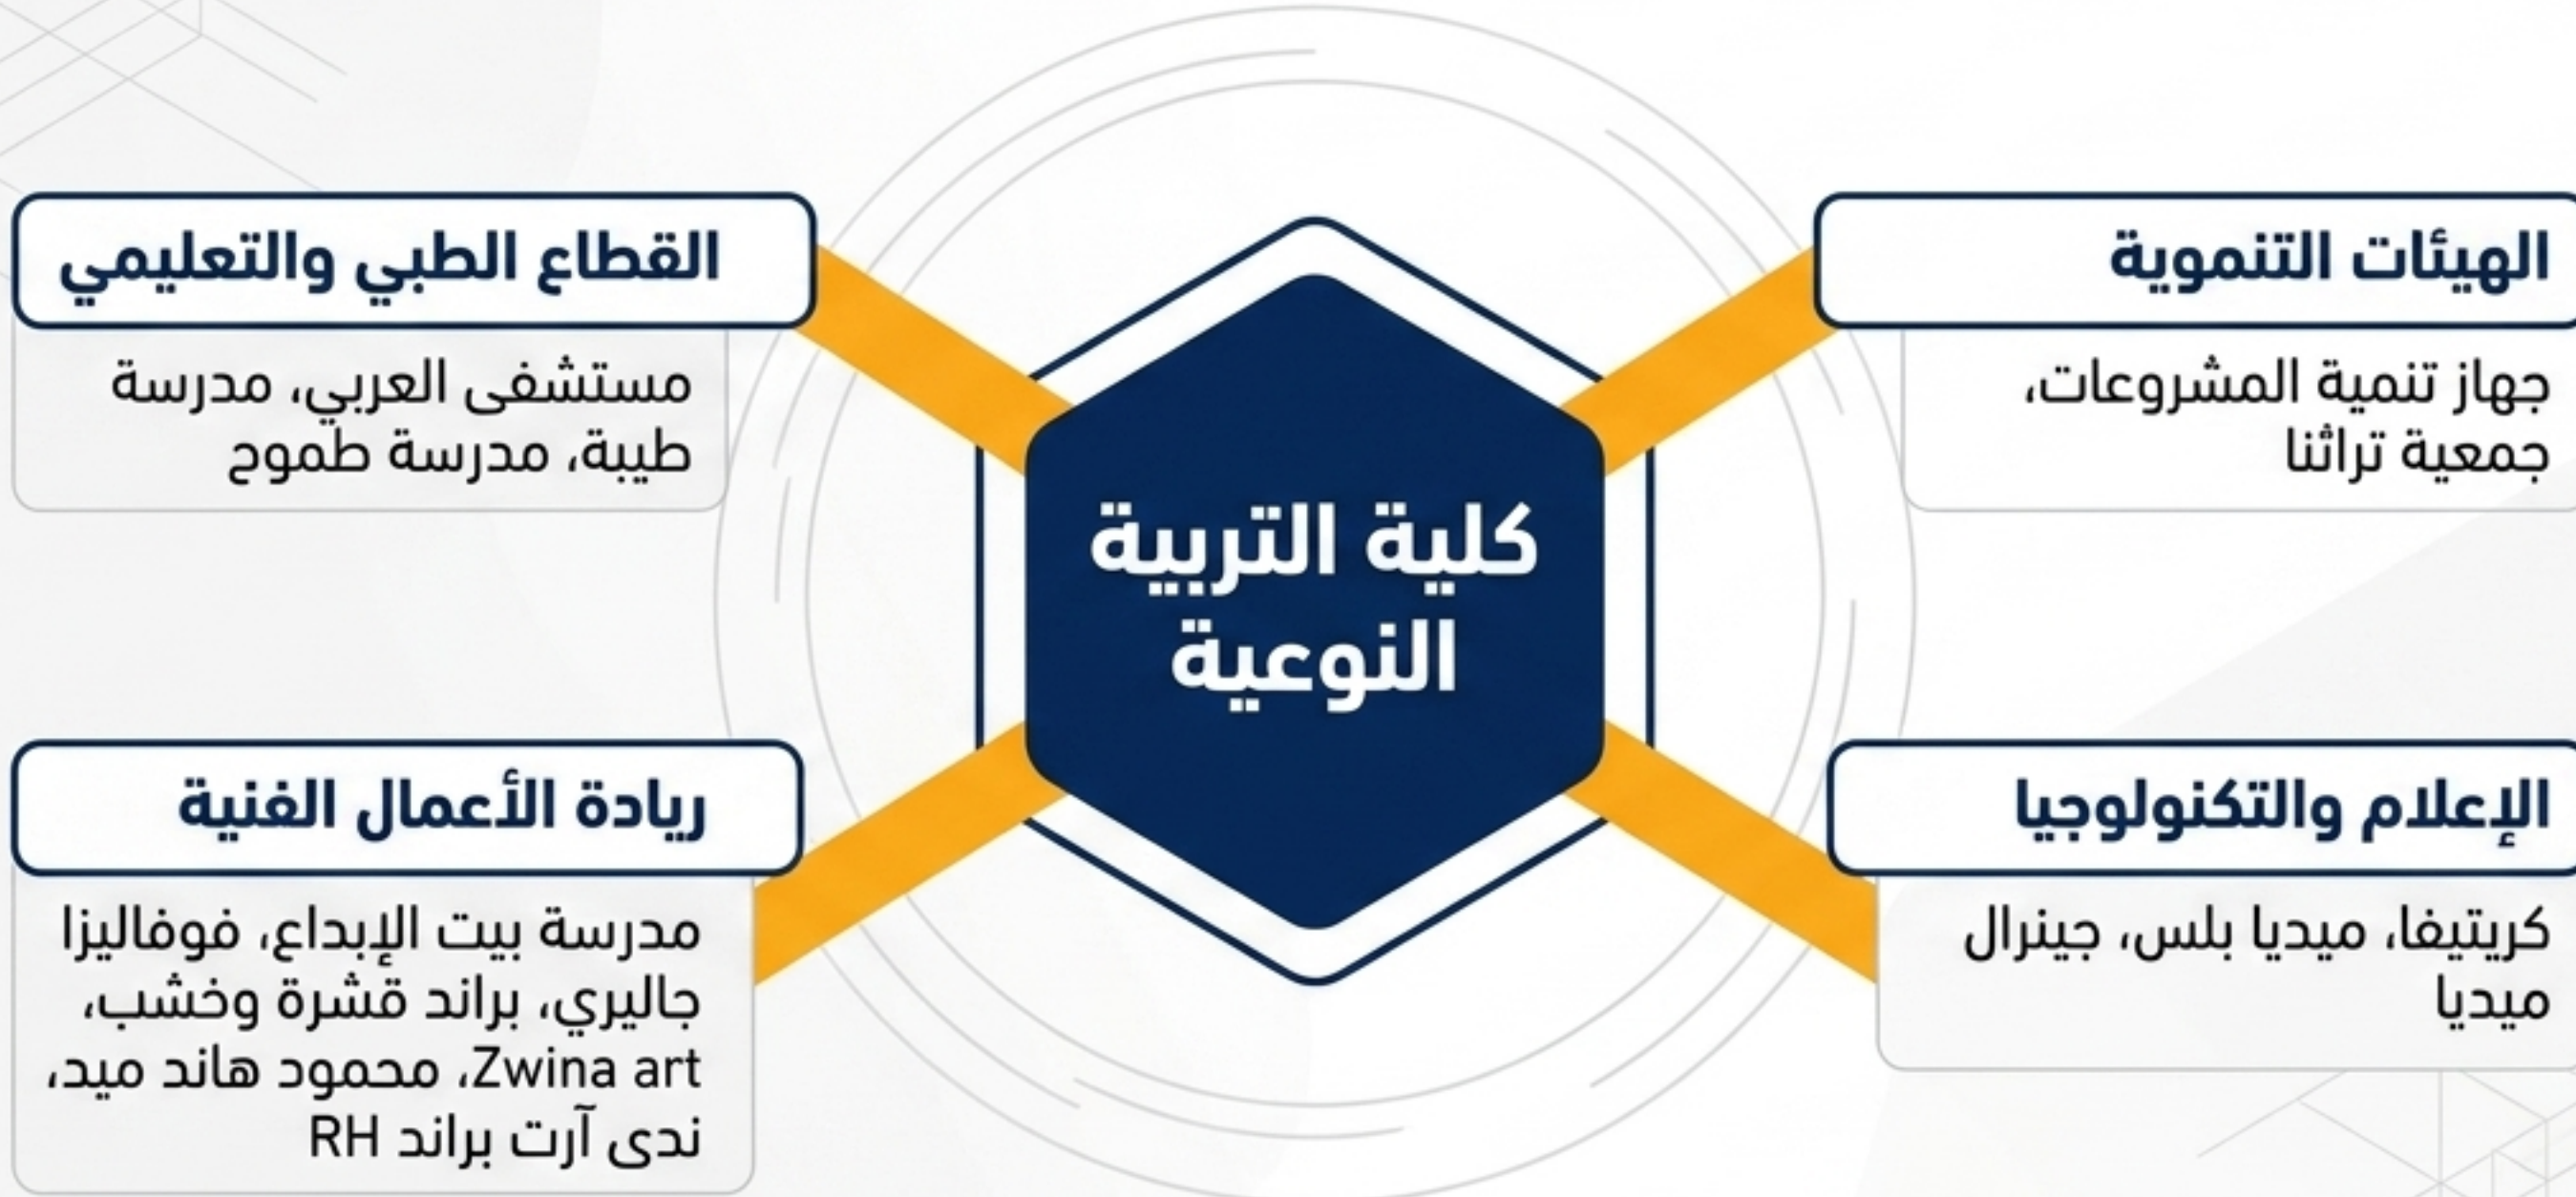 الهيئات التنموية
جهاز تنمية المشروعات،
جمعية تراثنا
القطاع الطبي والتعليمي
مستشفى العربي، مدرسة
طيبة، مدرسة طموح
كلية التربية
النوعية
الإعلام والتكنولوجيا
كريتيفا، ميديا بلس، جينرال
ميديا
ريادة الأعمال الفنية
مدرسة بيت الإبداع، فوفاليزا
جاليري، براند قشرة وخشب،
Zwina art، محمود هاند ميد،
ندى آرت براند RH